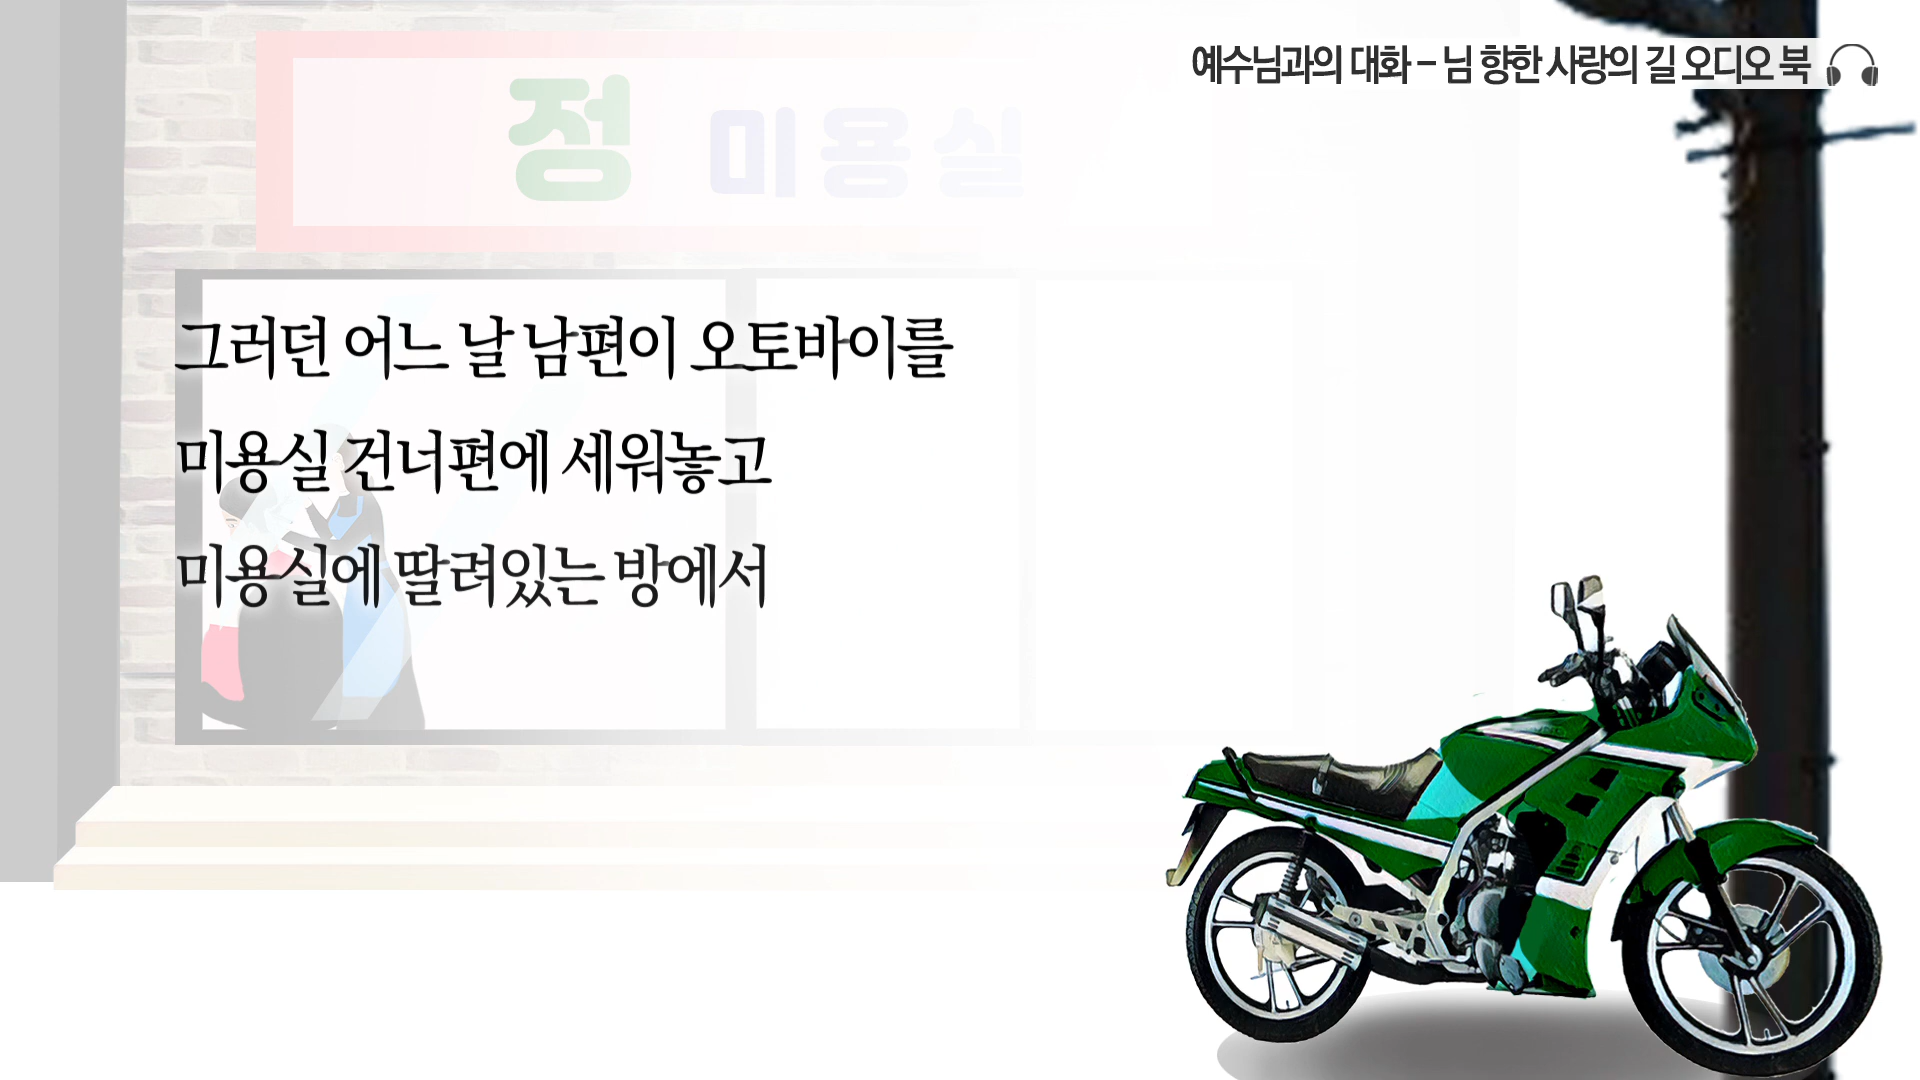 예수님과의 대화 – 님 향한 사랑의 길 오디오 북
정 미용실
그러던 어느 날 남편이 오토바이를
미용실 건너편에 세워놓고
미용실에 딸려있는 방에서